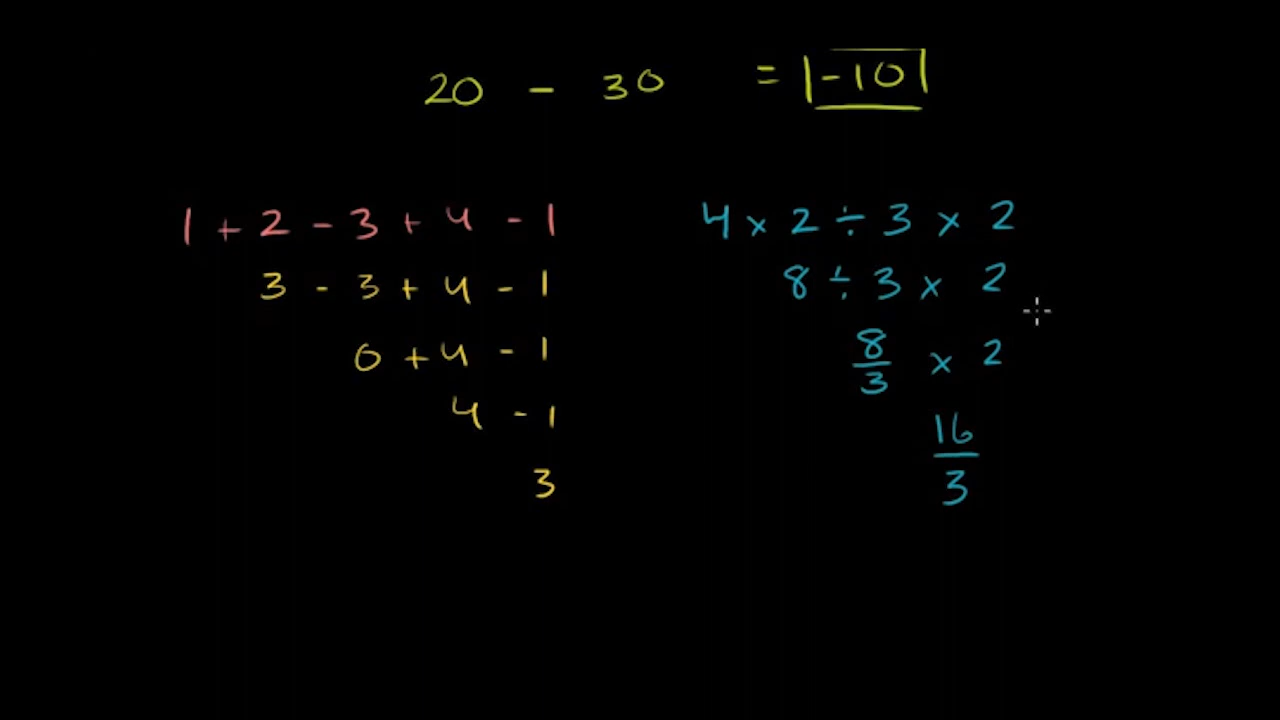 20 - 30 = |-10|
1 + 2 - 3 + 4 - 1
3 - 3 + 4 - 1
0 + 4 - 1
4 - 1
3
4 × 2 ÷ 3 × 2
8 ÷ 3 × 2
8/3 × 2
16/3